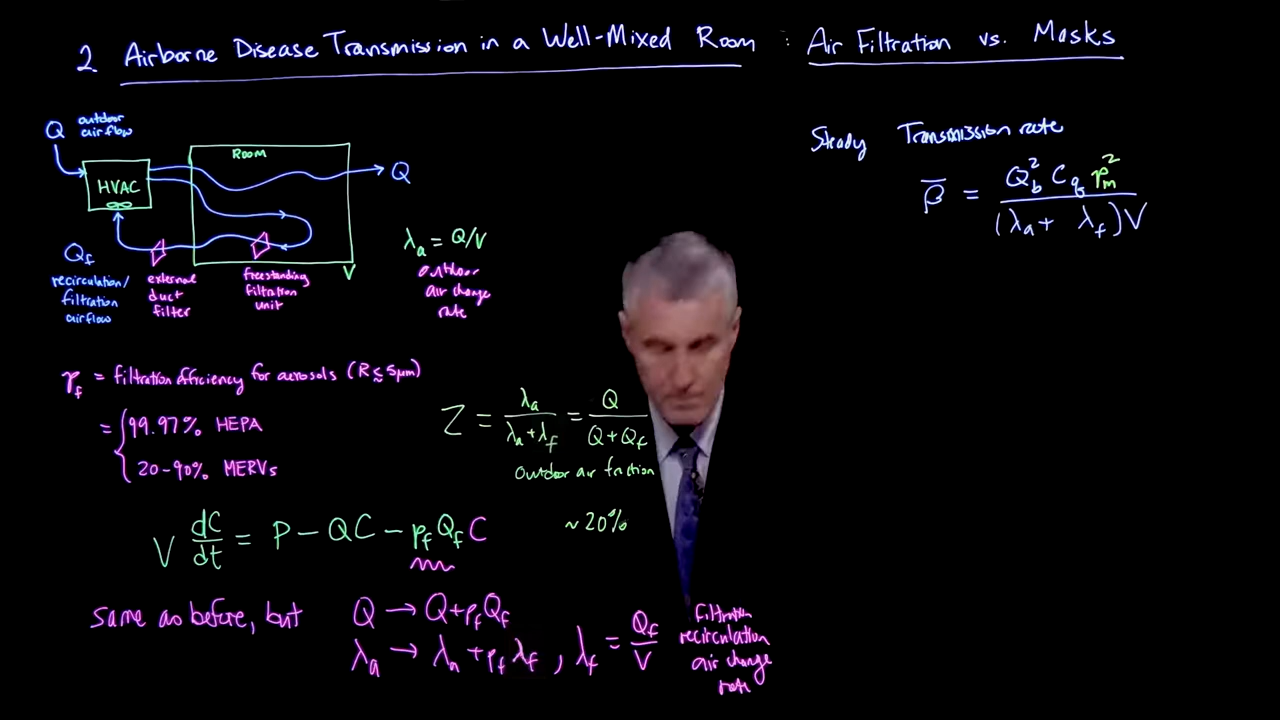 2 Airborne Disease Transmission in a Well-Mixed Room : Air Filtration vs. Masks
Q outdoor airflow
HVAC
ROOM
Q
V
Qf
recirculation/
filtration
airflow
external
duct
filter
freestanding
filtration
unit
λa = Q/V
outdoor
air change
rate
Steady Transmission rate
β̄ = Qb² Cq pm² / (λa + λf)V
pf = filtration efficiency for aerosols (R ≲ 5μm)
= { 99.97% HEPA
20-90% MERVs
Z = λa / (λa+λf) = Q / (Q+Qf)
Outdoor air fraction
~20%
V dC/dt = P − QC − pf Qf C
Same as before, but Q → Q+pf Qf
λa → λa + pf λf , λf = Qf/V
filtration
recirculation
air change
rate